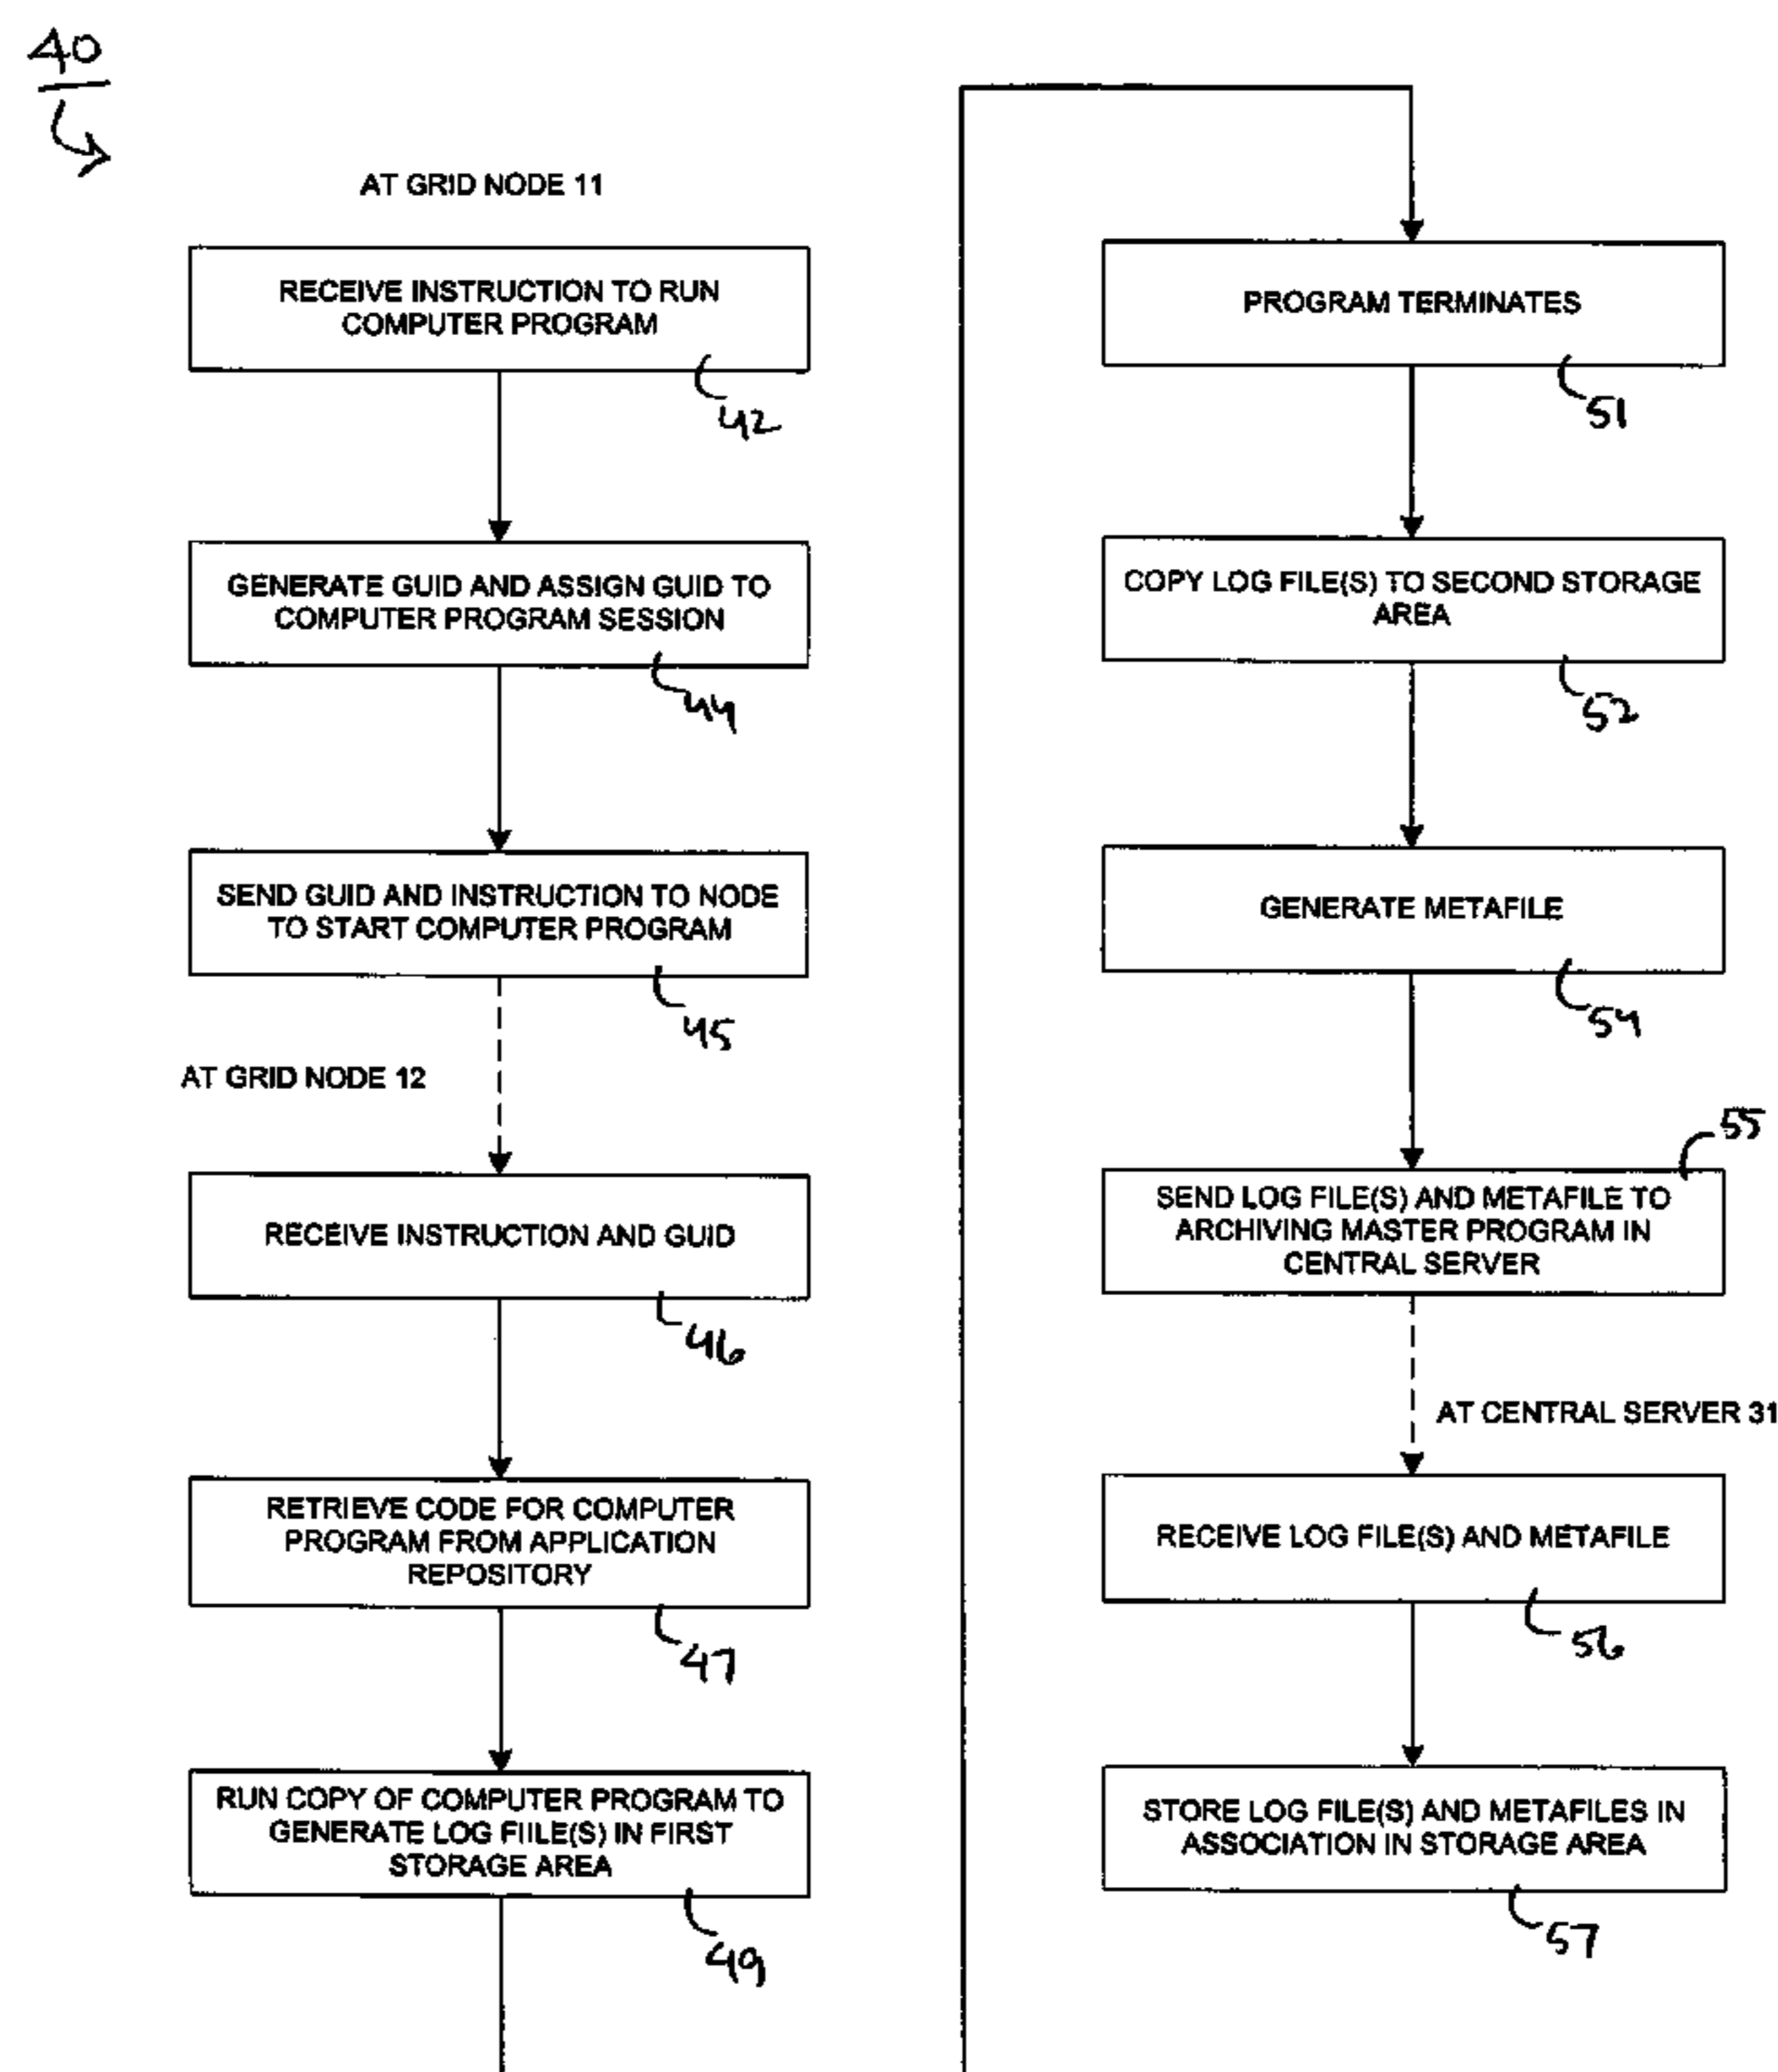 40
AT GRID NODE 11
RECEIVE INSTRUCTION TO RUN
COMPUTER PROGRAM
42
GENERATE GUID AND ASSIGN GUID TO
COMPUTER PROGRAM SESSION
44
SEND GUID AND INSTRUCTION TO NODE
TO START COMPUTER PROGRAM
45
AT GRID NODE 12
RECEIVE INSTRUCTION AND GUID
46
RETRIEVE CODE FOR COMPUTER
PROGRAM FROM APPLICATION
REPOSITORY
47
RUN COPY OF COMPUTER PROGRAM TO
GENERATE LOG FIILE(S) IN FIRST
STORAGE AREA
49
PROGRAM TERMINATES
51
COPY LOG FILE(S) TO SECOND STORAGE
AREA
52
GENERATE METAFILE
54
55
SEND LOG FILE(S) AND METAFILE TO
ARCHIVING MASTER PROGRAM IN
CENTRAL SERVER
AT CENTRAL SERVER 31
RECEIVE LOG FILE(S) AND METAFILE
56
STORE LOG FILE(S) AND METAFILES IN
ASSOCIATION IN STORAGE AREA
57